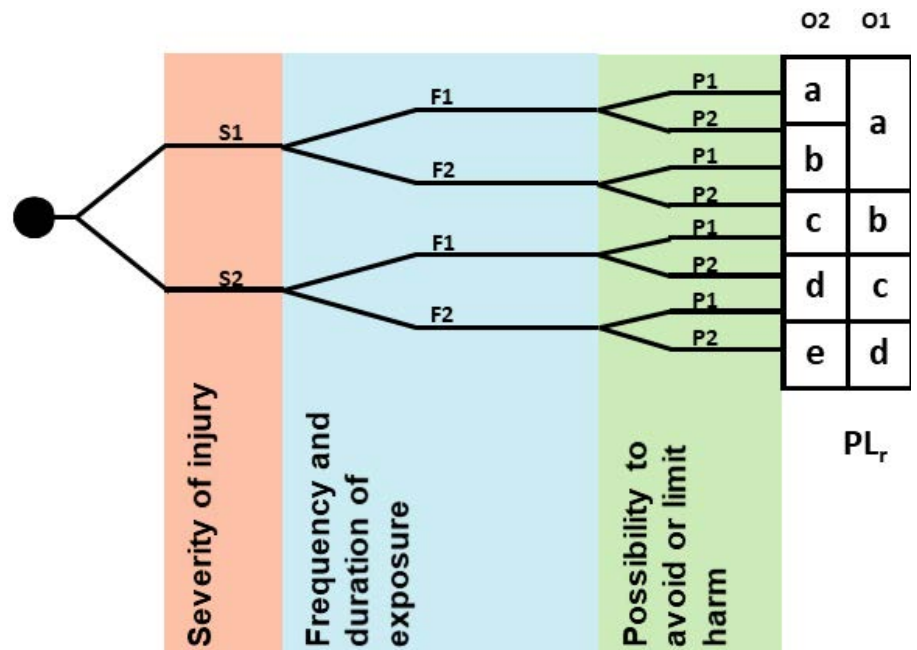 O2 O1
P1
a
F1
P2
a
S1
P1
b
F2
P2
c b
P1
F1
P2
d c
S2
P1
F2
P2
e d
PLr
Severity of injury
Frequency and
duration of
exposure
Possibility to
avoid or limit
harm